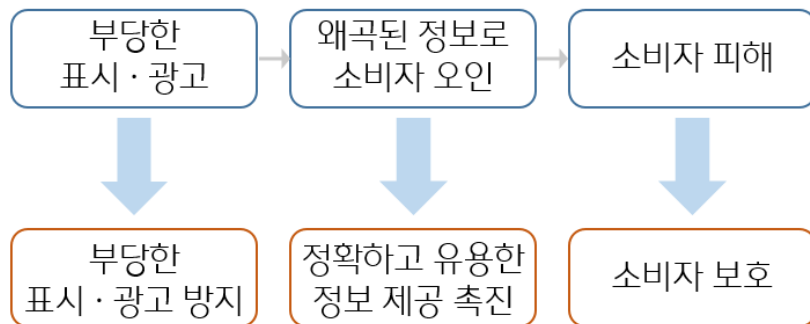 부당한
표시 · 광고
왜곡된 정보로
소비자 오인
소비자 피해
부당한
표시 · 광고 방지
정확하고 유용한
정보 제공 촉진
소비자 보호